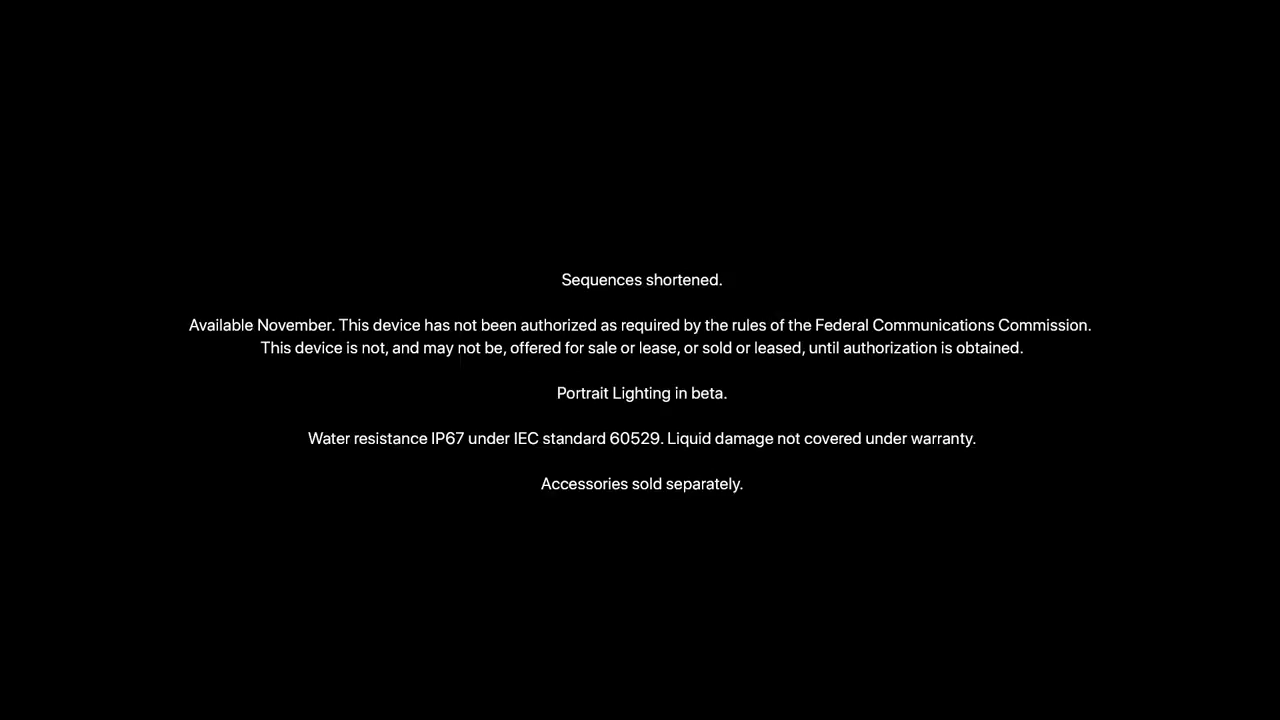 Sequences shortened.
Available November. This device has not been authorized as required by the rules of the Federal Communications Commission.
This device is not, and may not be, offered for sale or lease, or sold or leased, until authorization is obtained.
Portrait Lighting in beta.
Water resistance IP67 under IEC standard 60529. Liquid damage not covered under warranty.
Accessories sold separately.